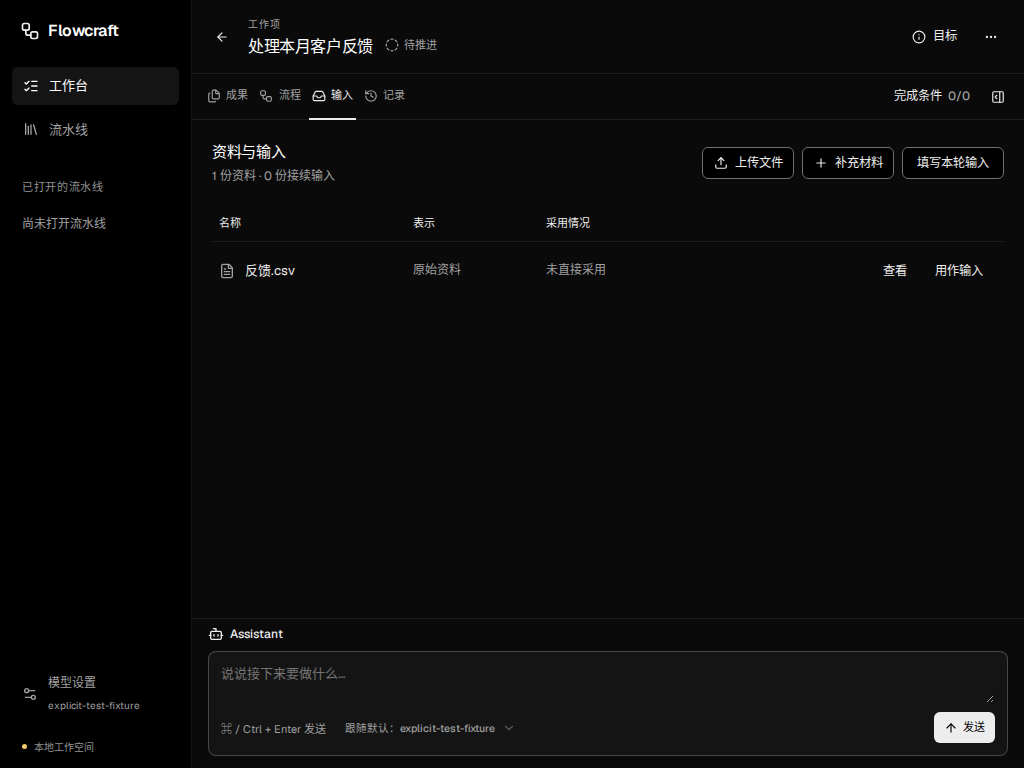 Flowcraft
工作台
流水线
已打开的流水线
尚未打开流水线
模型设置
explicit-test-fixture
本地工作空间
工作项
处理本月客户反馈
待推进
目标
成果
流程
输入
记录
完成条件 0/0
资料与输入
1 份资料 · 0 份接续输入
上传文件
补充材料
填写本轮输入
名称
表示
采用情况
反馈.csv
原始资料
未直接采用
查看
用作输入
Assistant
说说接下来要做什么…
⌘ / Ctrl + Enter 发送
跟随默认：explicit-test-fixture
发送